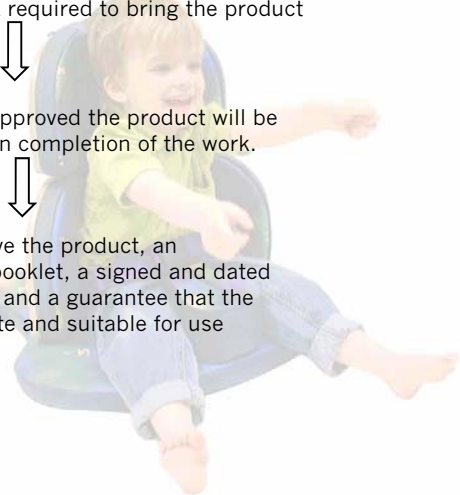 required to bring the product
pproved the product will be
n completion of the work.
ve the product, an
booklet, a signed and dated
and a guarantee that the
te and suitable for use